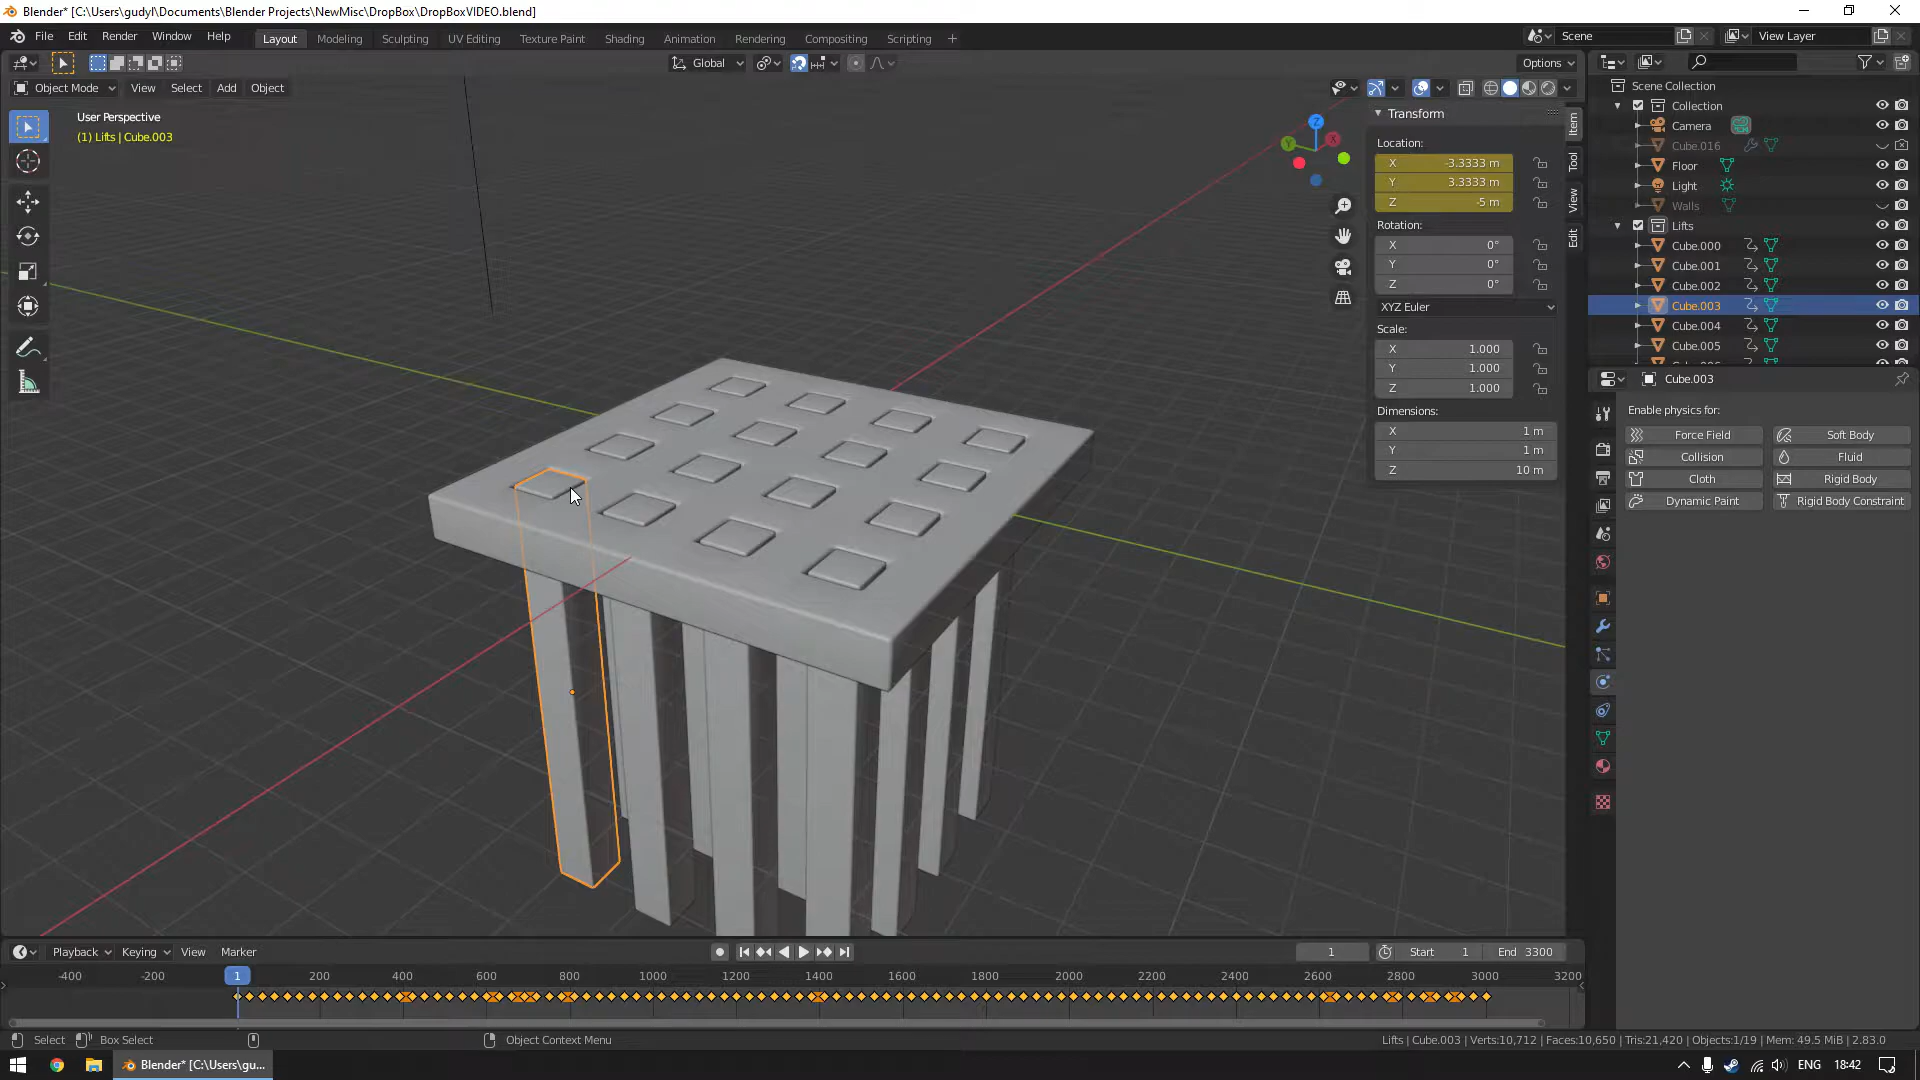 Blender* [C:\Users\gudyl\Documents\Blender Projects\NewMisc\DropBox\DropBoxVIDEO.blend]
File Edit Render Window Help Layout Modeling Sculpting UV Editing Texture Paint Shading Animation Rendering Compositing Scripting + Scene View Layer
Global Options
Object Mode View Select Add Object
User Perspective
(1) Lifts | Cube.003
Z
Y
X
Transform
Location:
X -3.3333 m
Y 3.3333 m
Z -5 m
Rotation:
X 0°
Y 0°
Z 0°
XYZ Euler
Scale:
X 1.000
Y 1.000
Z 1.000
Dimensions:
X 1 m
Y 1 m
Z 10 m
Item
Tool
View
Edit
Scene Collection
Collection
Camera
Cube.016
Floor
Light
Walls
Lifts
Cube.000
Cube.001
Cube.002
Cube.003
Cube.004
Cube.005
Cube.003
Enable physics for:
Force Field Soft Body
Collision Fluid
Cloth Rigid Body
Dynamic Paint Rigid Body Constraint
Playback Keying View Marker 1 Start 1 End 3300
-400 -200 1 200 400 600 800 1000 1200 1400 1600 1800 2000 2200 2400 2600 2800 3000 3200
Select Box Select Object Context Menu Lifts | Cube.003 | Verts:10,712 | Faces:10,650 | Tris:21,420 | Objects:1/19 | Mem: 49.5 MiB | 2.83.0
Blender* [C:\Users\gu... ENG 18:42